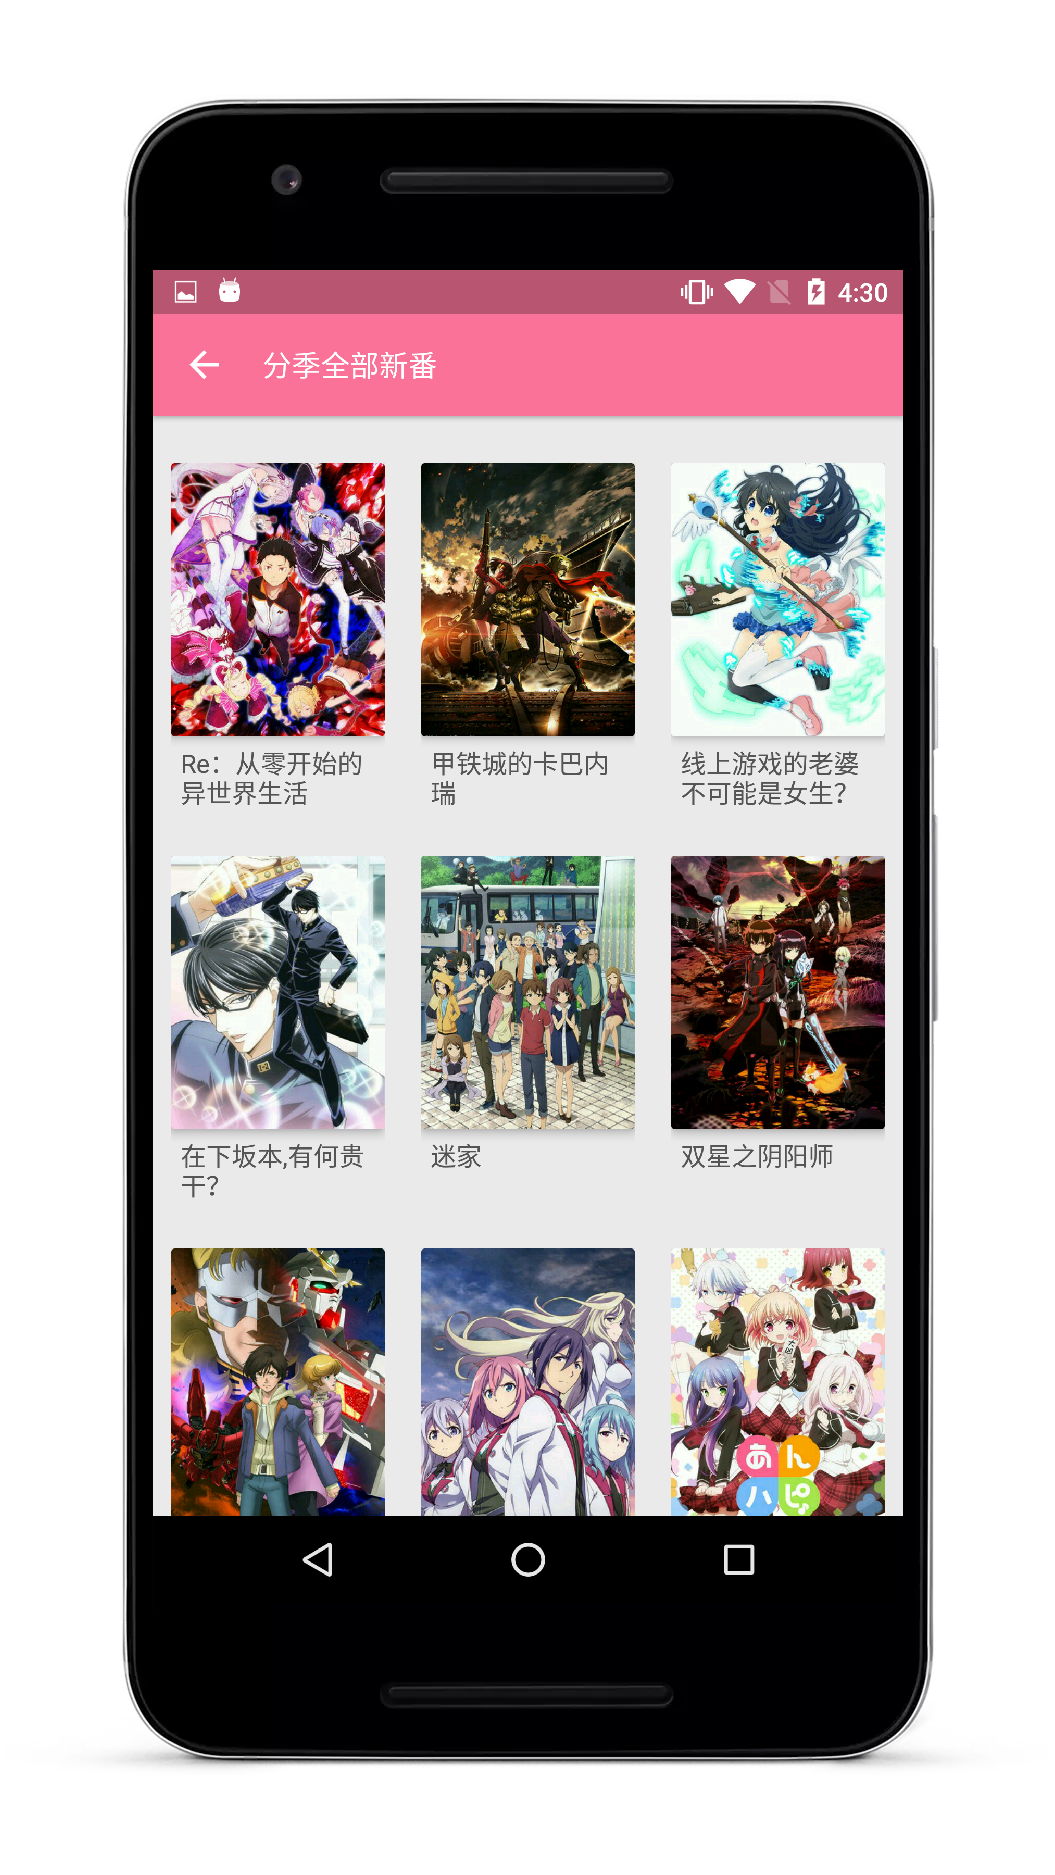 4:30
分季全部新番
Re：从零开始的
异世界生活
甲铁城的卡巴内
瑞
线上游戏的老婆
不可能是女生？
在下坂本,有何贵
干？
迷家
双星之阴阳师
大凶
あん
ハピ